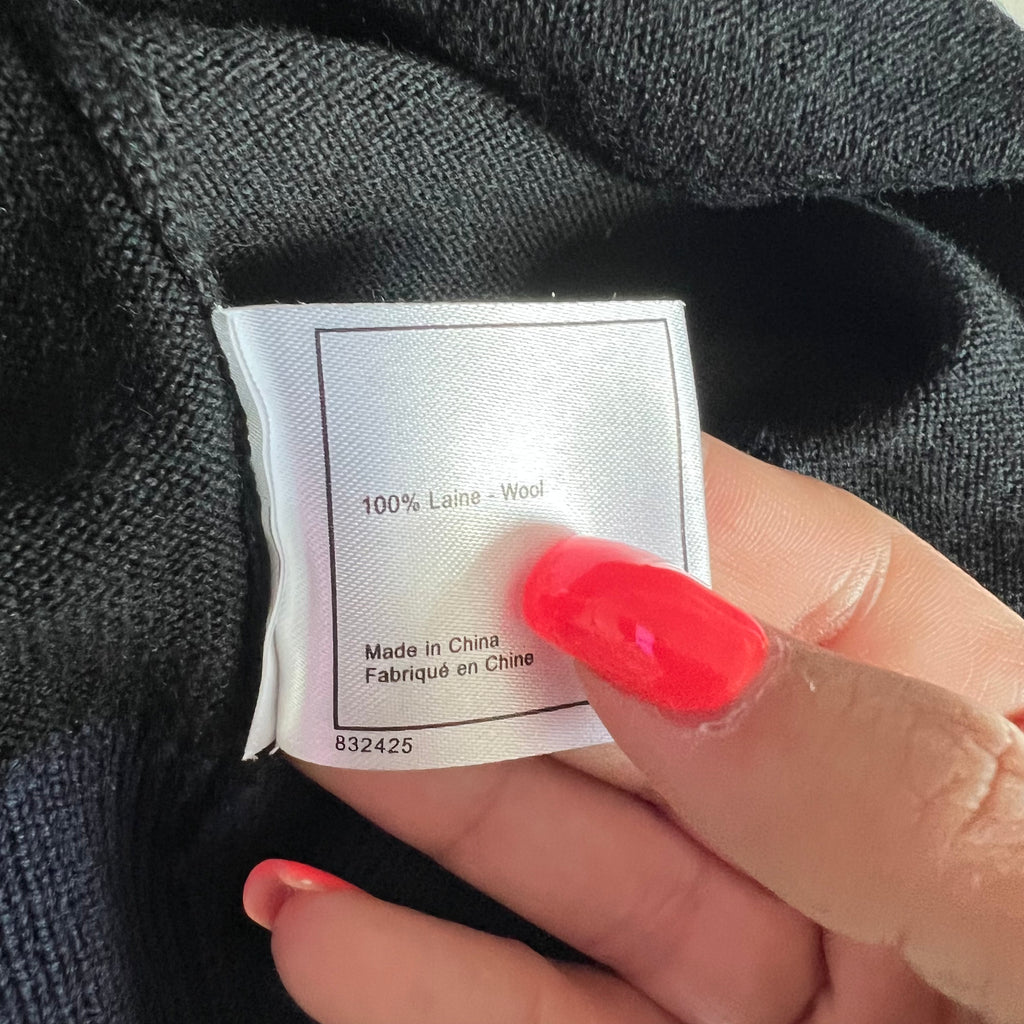 100% Laine - Wool
Made in China
Fabriqué en Chine
832425